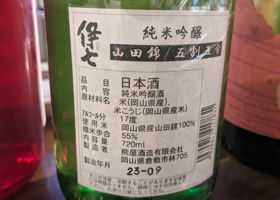 伊七
純米吟醸
山田錦/五割五分
品目 日本酒
純米吟醸酒
原材料名 米(岡山県産)、
米こうじ(岡山県産米)
アルコール分 17度
使用米 岡山県産山田錦100%
精米歩合 55%
内容量 720ml
製造者 熊屋酒造有限会社
岡山県倉敷市林705
製造年月
23-09